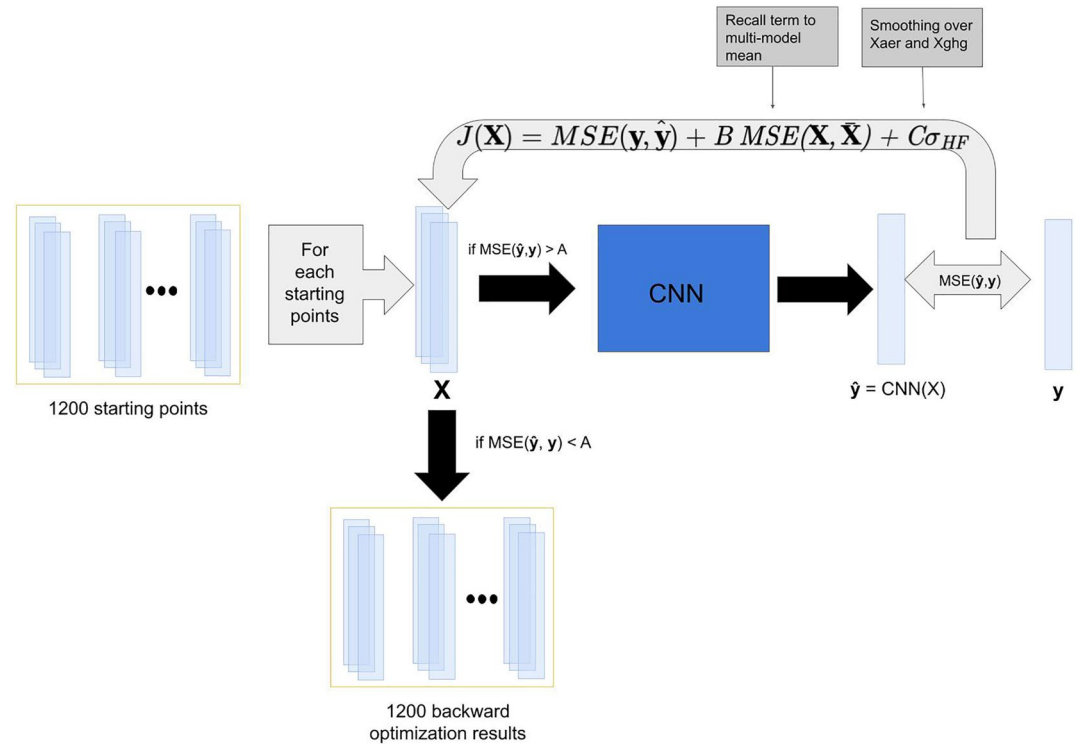 Recall term to
multi-model
mean
Smoothing over
Xaer and Xghg
J(𝐗) = MSE(𝐲, 𝐲̂) + B MSE(𝐗, 𝐗̄) + Cσ_HF
For
each
starting
points
if MSE(ŷ,y) > A
CNN
MSE(ŷ,y)
X
ŷ = CNN(X)
y
1200 starting points
if MSE(ŷ, y) < A
1200 backward
optimization results